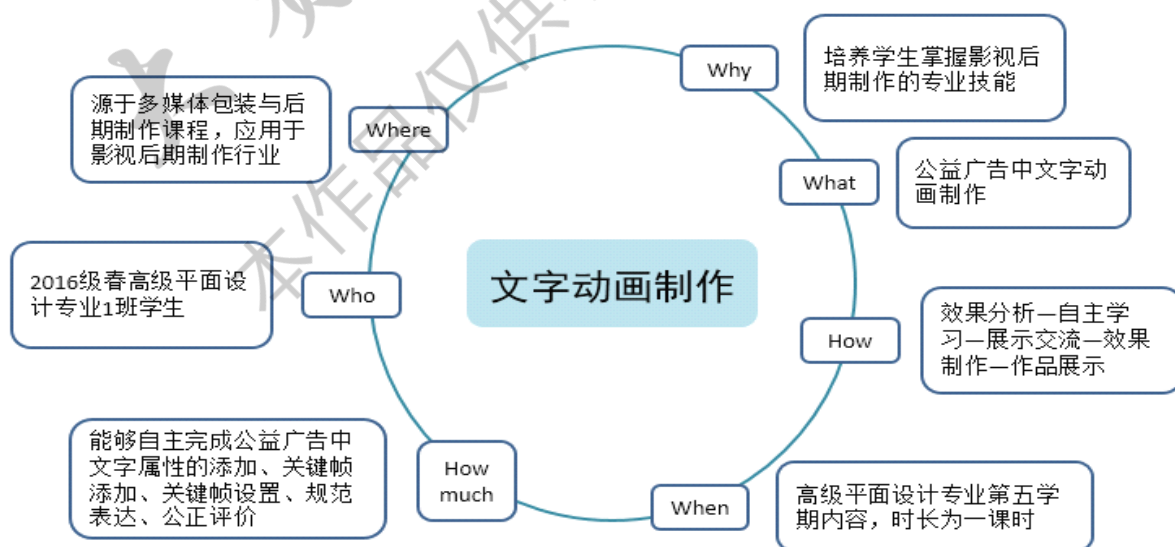 Why
培养学生掌握影视后
期制作的专业技能
What
公益广告中文字动
画制作
How
效果分析—自主学
习—展示交流—效果
制作—作品展示
When
高级平面设计专业第五学
期内容，时长为一课时
How
much
能够自主完成公益广告中
文字属性的添加、关键帧
添加、关键帧设置、规范
表达、公正评价
Who
2016级春高级平面设
计专业1班学生
Where
源于多媒体包装与后
期制作课程，应用于
影视后期制作行业
文字动画制作
本作品仅供